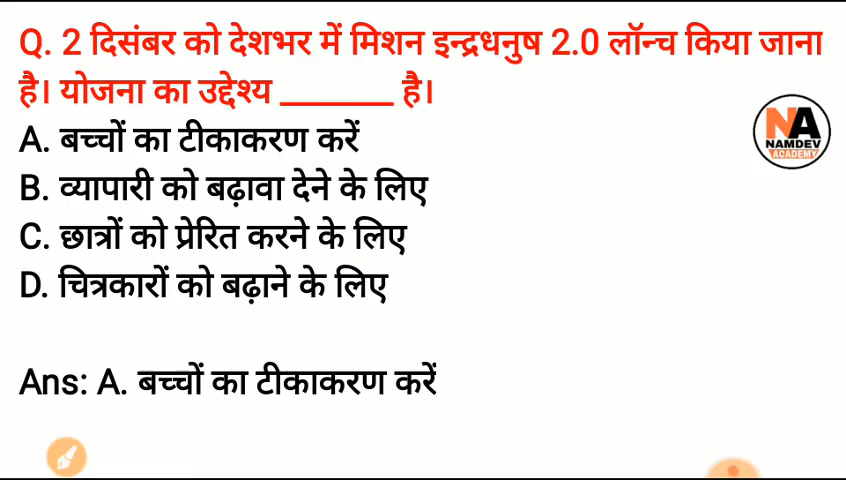 Q. 2 दिसंबर को देशभर में मिशन इन्द्रधनुष 2.0 लॉन्च किया जाना
है। योजना का उद्देश्य _______ है।
A. बच्चों का टीकाकरण करें
B. व्यापारी को बढ़ावा देने के लिए
C. छात्रों को प्रेरित करने के लिए
D. चित्रकारों को बढ़ाने के लिए
Ans: A. बच्चों का टीकाकरण करें
NA
NAMDEV
ACADEMY